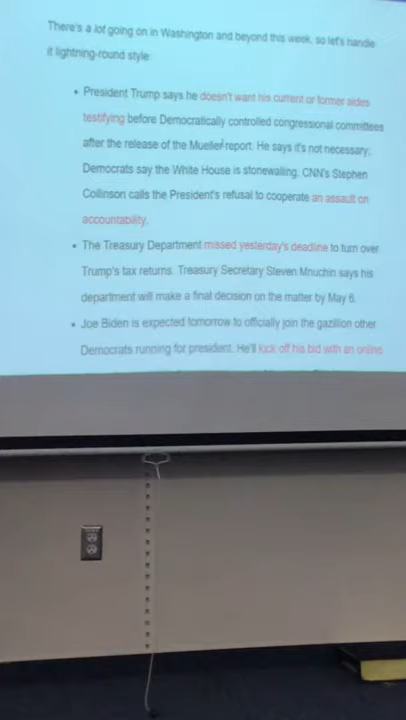 There's a lot going on in Washington and beyond this week, so let's handle
it lightning-round style:
• President Trump says he doesn't want his current or former aides
testifying before Democratically controlled congressional committees
after the release of the Mueller report. He says it's not necessary;
Democrats say the White House is stonewalling. CNN's Stephen
Collinson calls the President's refusal to cooperate an assault on
accountability.
• The Treasury Department missed yesterday's deadline to turn over
Trump's tax returns. Treasury Secretary Steven Mnuchin says his
department will make a final decision on the matter by May 6.
• Joe Biden is expected tomorrow to officially join the gazillion other
Democrats running for president. He'll kick off his bid with an online